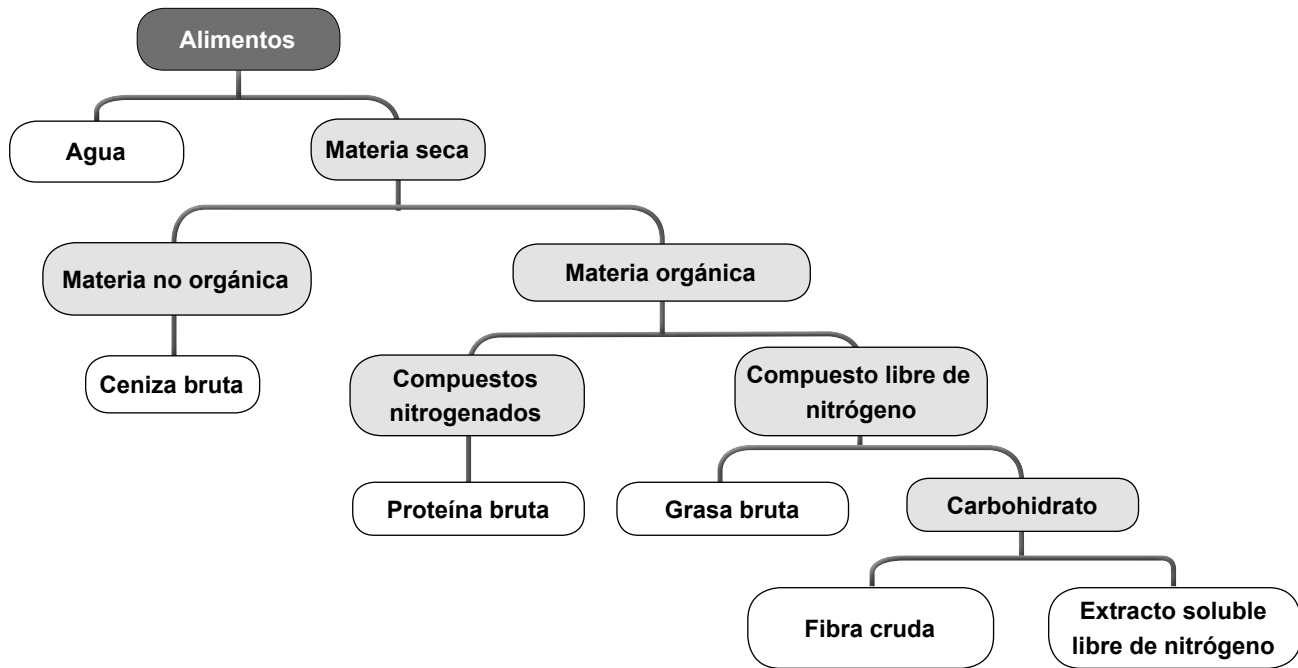 Alimentos
Agua
Materia seca
Materia no orgánica
Materia orgánica
Ceniza bruta
Compuestos
nitrogenados
Compuesto libre de
nitrógeno
Proteína bruta
Grasa bruta
Carbohidrato
Fibra cruda
Extracto soluble
libre de nitrógeno